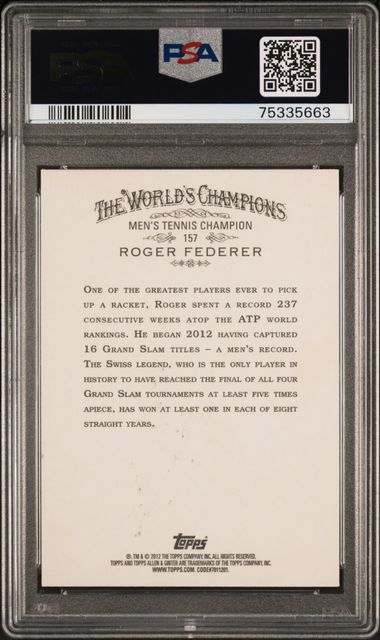 PSA
PSA
75335663
THE WORLD'S CHAMPIONS
MEN'S TENNIS CHAMPION
157
ROGER FEDERER
ONE OF THE GREATEST PLAYERS EVER TO PICK
UP A RACKET, ROGER SPENT A RECORD 237
CONSECUTIVE WEEKS ATOP THE ATP WORLD
RANKINGS. HE BEGAN 2012 HAVING CAPTURED
16 GRAND SLAM TITLES – A MEN'S RECORD.
THE SWISS LEGEND, WHO IS THE ONLY PLAYER IN
HISTORY TO HAVE REACHED THE FINAL OF ALL FOUR
GRAND SLAM TOURNAMENTS AT LEAST FIVE TIMES
APIECE, HAS WON AT LEAST ONE IN EACH OF EIGHT
STRAIGHT YEARS.
Topps
®, TM & © 2012 THE TOPPS COMPANY, INC. ALL RIGHTS RESERVED.
TOPPS AND TOPPS ALLEN & GINTER ARE TRADEMARKS OF THE TOPPS COMPANY, INC.
WWW.TOPPS.COM. CODE#7011201.
PSA